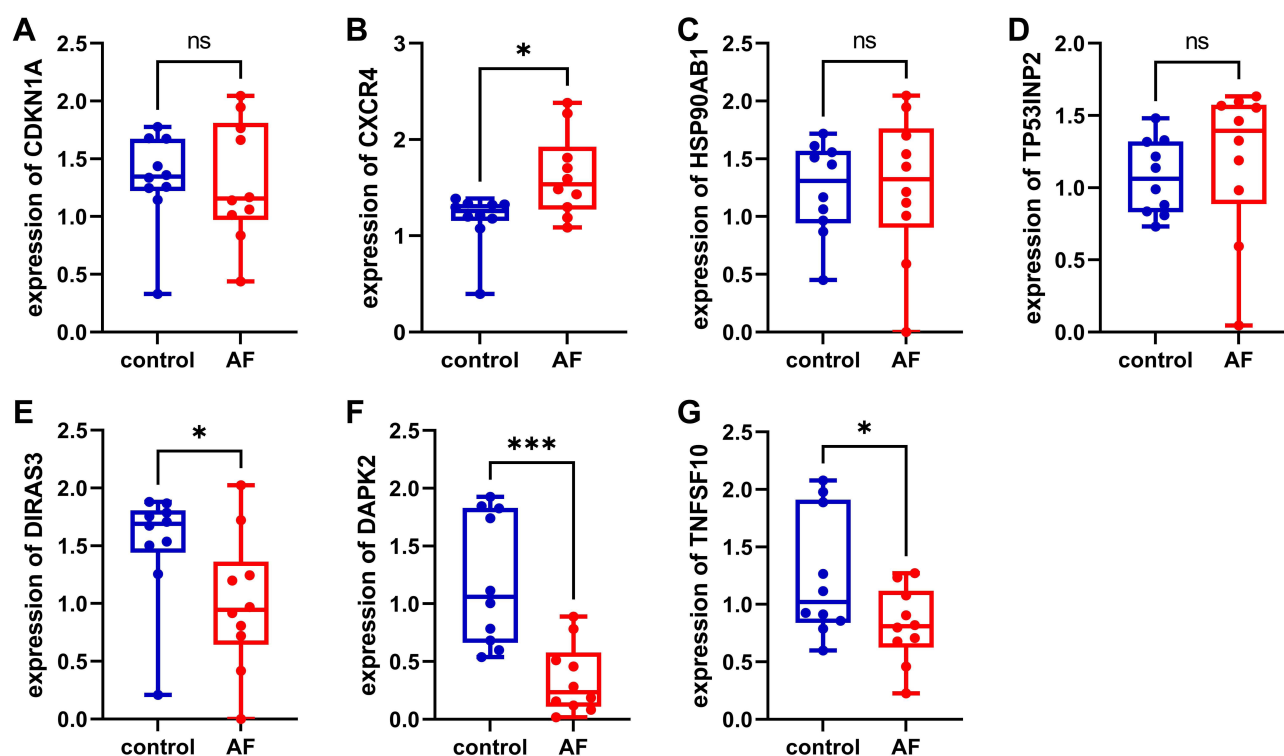 A
expression of CDKN1A
2.5
2.0
1.5
1.0
0.5
0.0
ns
control AF
B
expression of CXCR4
3
2
1
0
*
control AF
C
expression of HSP90AB1
2.5
2.0
1.5
1.0
0.5
0.0
ns
control AF
D
expression of TP53INP2
2.0
1.5
1.0
0.5
0.0
ns
control AF
E
expression of DIRAS3
2.5
2.0
1.5
1.0
0.5
0.0
*
control AF
F
expression of DAPK2
2.5
2.0
1.5
1.0
0.5
0.0
***
control AF
G
expression of TNFSF10
2.5
2.0
1.5
1.0
0.5
0.0
*
control AF